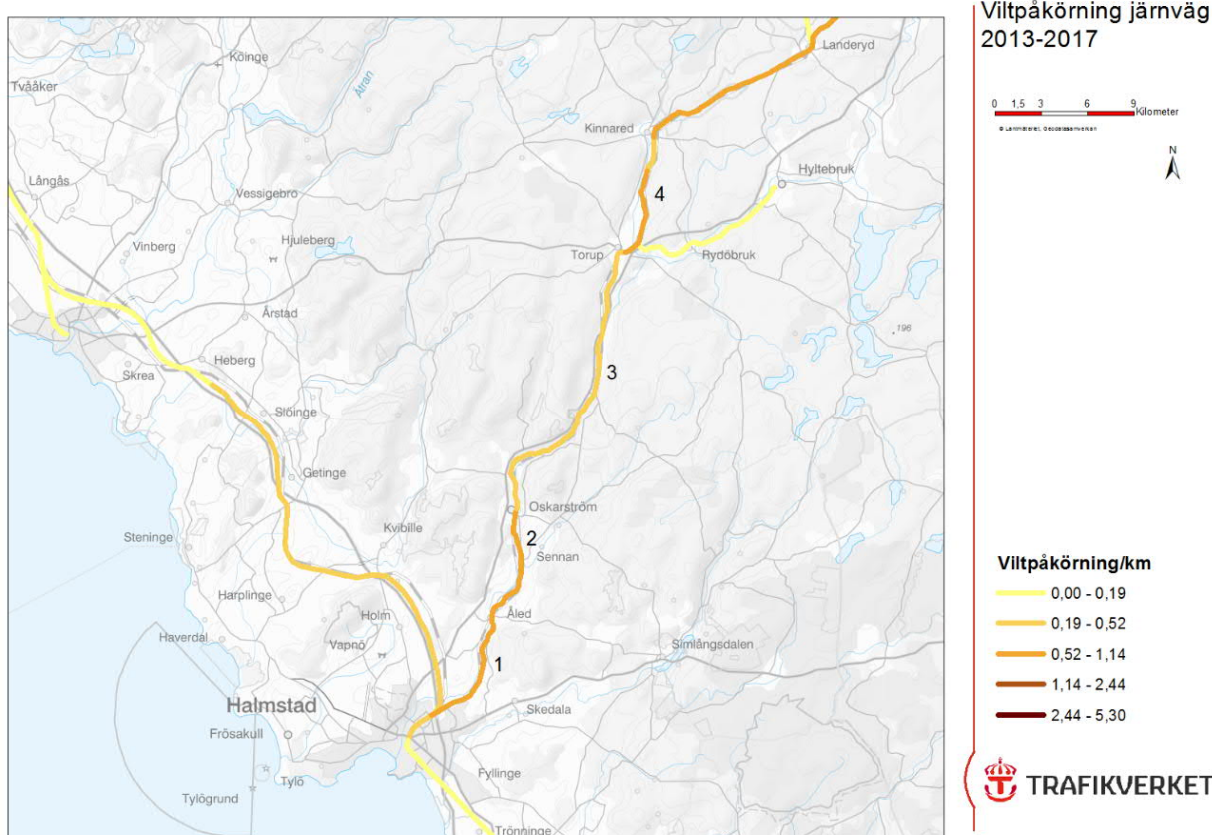 Viltpåkörning järnväg
2013-2017
0 1,5 3 6 9
Kilometer
© Lantmäteriet, Geodatasamverkan
N
Landeryd
Köinge
Tvååker
Ätran
Kinnared
Hyltebruk
4
Långås
Vessigebro
Vinberg
Hjuleberg
Torup
Rydöbruk
Årstad
196
Heberg
Skrea
3
Slöinge
Getinge
Oskarström
Kvibille
2
Steninge
Sennan
Harplinge
Holm
Åled
Haverdal
Vapnö
Simlångsdalen
1
Halmstad
Skedala
Frösakull
Tylö
Fyllinge
Tylögrund
Trönninge
Viltpåkörning/km
0,00 - 0,19
0,19 - 0,52
0,52 - 1,14
1,14 - 2,44
2,44 - 5,30
TRAFIKVERKET